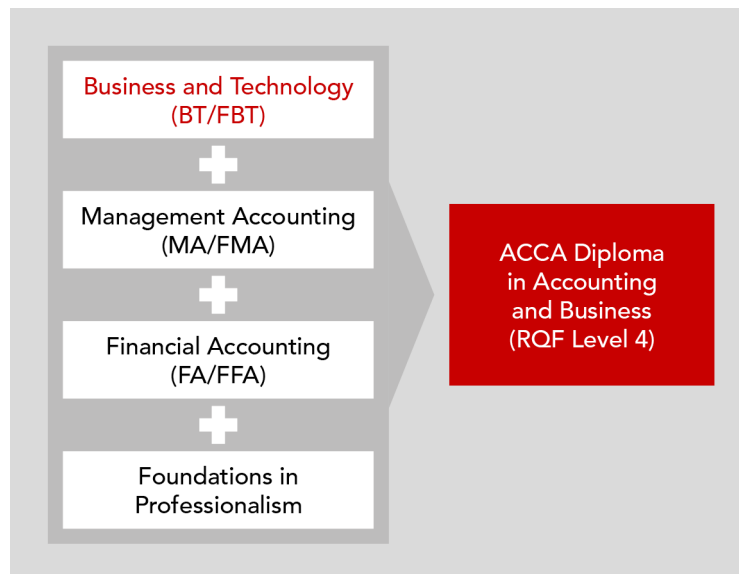 Business and Technology
(BT/FBT)
Management Accounting
(MA/FMA)
Financial Accounting
(FA/FFA)
Foundations in
Professionalism
ACCA Diploma
in Accounting
and Business
(RQF Level 4)